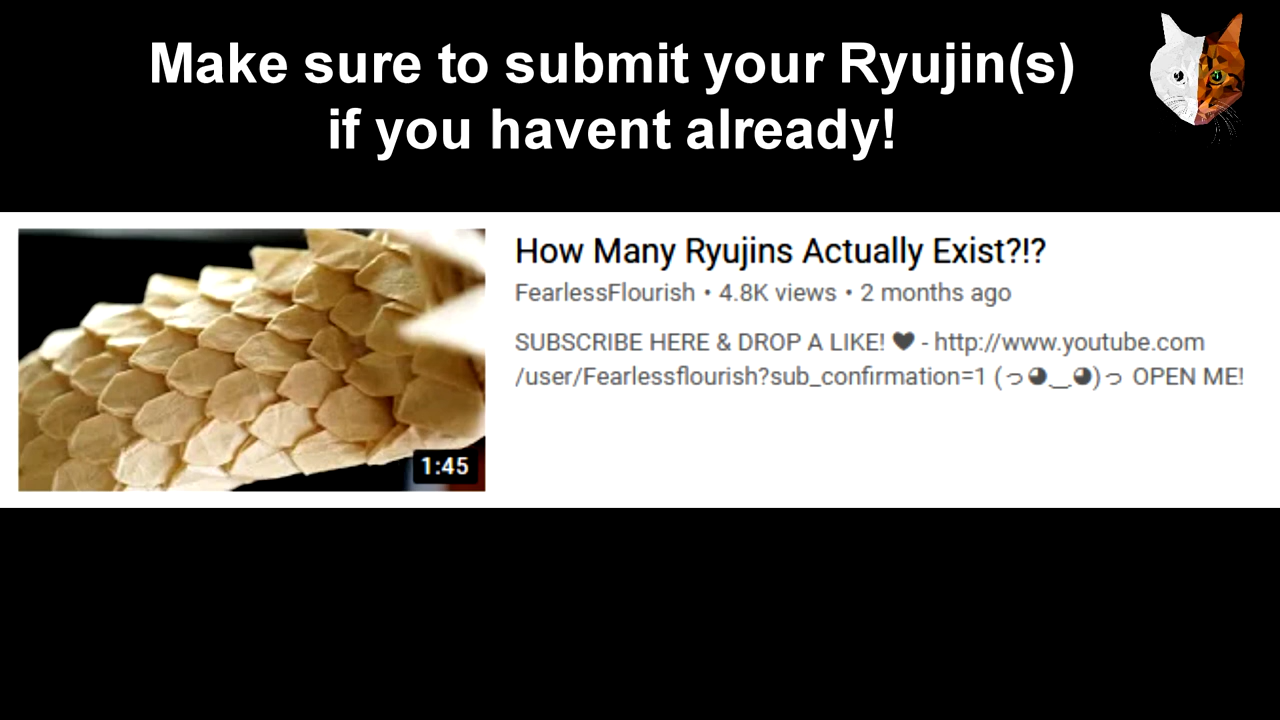 Make sure to submit your Ryujin(s)
if you havent already!
How Many Ryujins Actually Exist?!?
FearlessFlourish • 4.8K views • 2 months ago
SUBSCRIBE HERE & DROP A LIKE! ♥ - http://www.youtube.com
/user/Fearlessflourish?sub_confirmation=1 (っ◕‿◕)っ OPEN ME!
1:45